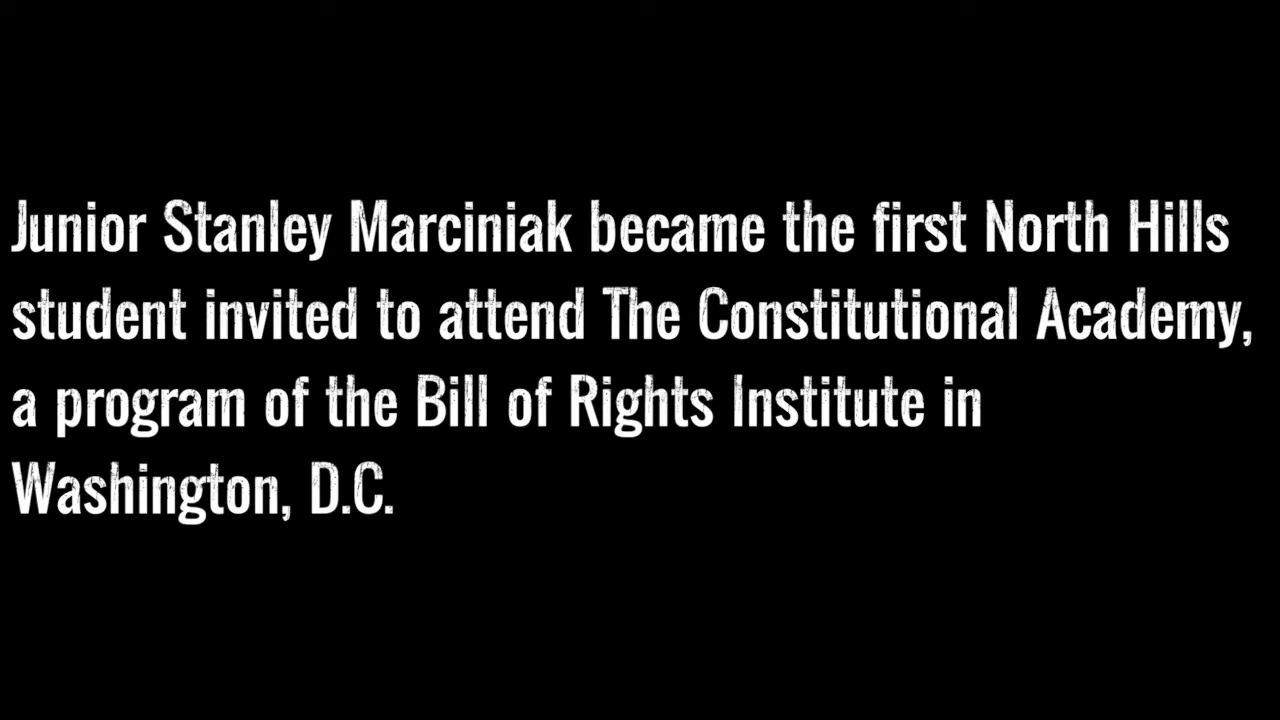 Junior Stanley Marciniak became the first North Hills
student invited to attend The Constitutional Academy,
a program of the Bill of Rights Institute in
Washington, D.C.